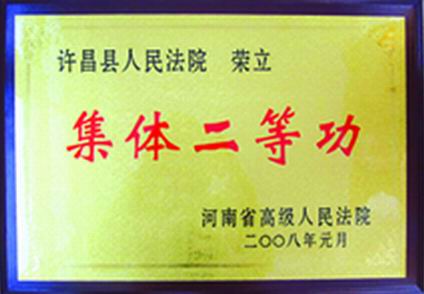 许昌县人民法院 荣立
集体二等功
河南省高级人民法院
二〇〇八年元月